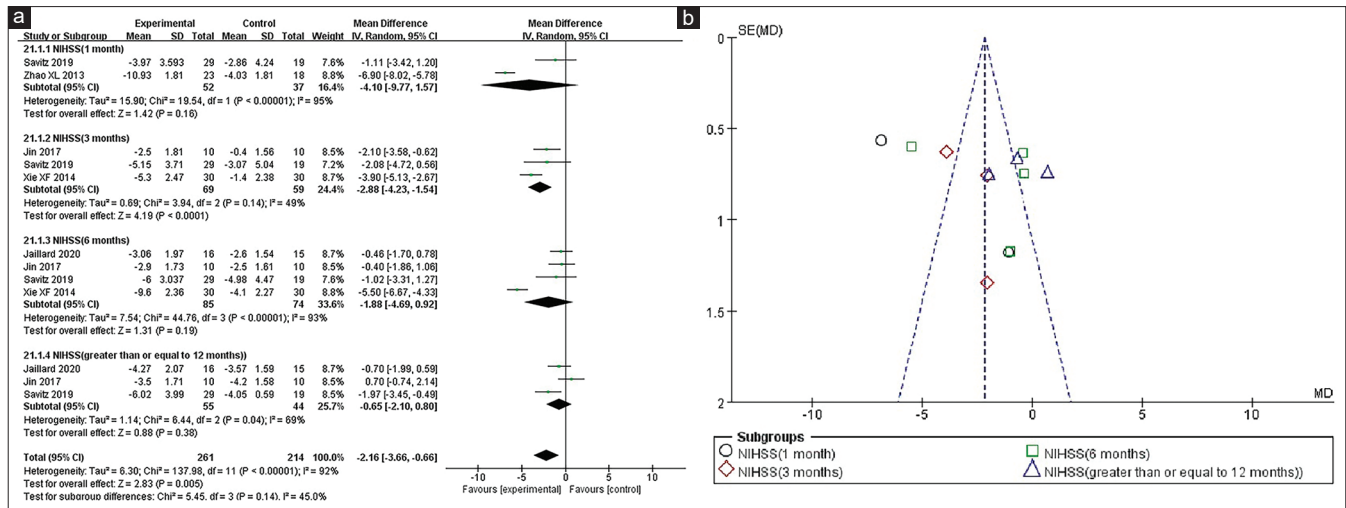 a
Experimental Control Mean Difference Mean Difference
Study or Subgroup Mean SD Total Mean SD Total Weight IV, Random, 95% CI IV, Random, 95% CI
21.1.1 NIHSS(1 month)
Savitz 2019 -3.97 3.593 29 -2.86 4.24 19 7.6% -1.11 [-3.42, 1.20]
Zhao XL 2013 -10.93 1.81 23 -4.03 1.81 18 8.8% -6.90 [-8.02, -5.78]
Subtotal (95% CI) 52 37 16.4% -4.10 [-9.77, 1.57]
Heterogeneity: Tau² = 15.90; Chi² = 19.54, df = 1 (P < 0.00001); I² = 95%
Test for overall effect: Z = 1.42 (P = 0.16)
21.1.2 NIHSS(3 months)
Jin 2017 -2.5 1.81 10 -0.4 1.56 10 8.5% -2.10 [-3.58, -0.62]
Savitz 2019 -5.15 3.71 29 -3.07 5.04 19 7.2% -2.08 [-4.72, 0.56]
Xie XF 2014 -5.3 2.47 30 -1.4 2.38 30 8.7% -3.90 [-5.13, -2.67]
Subtotal (95% CI) 69 59 24.4% -2.88 [-4.23, -1.54]
Heterogeneity: Tau² = 0.69; Chi² = 3.94, df = 2 (P = 0.14); I² = 49%
Test for overall effect: Z = 4.19 (P < 0.0001)
21.1.3 NIHSS(6 months)
Jaillard 2020 -3.06 1.97 16 -2.6 1.54 15 8.7% -0.46 [-1.70, 0.78]
Jin 2017 -2.9 1.73 10 -2.5 1.61 10 8.5% -0.40 [-1.86, 1.06]
Savitz 2019 -6 3.037 29 -4.98 4.47 19 7.6% -1.02 [-3.31, 1.27]
Xie XF 2014 -9.6 2.36 30 -4.1 2.27 30 8.8% -5.50 [-6.67, -4.33]
Subtotal (95% CI) 85 74 33.6% -1.88 [-4.69, 0.92]
Heterogeneity: Tau² = 7.54; Chi² = 44.76, df = 3 (P < 0.00001); I² = 93%
Test for overall effect: Z = 1.31 (P = 0.19)
21.1.4 NIHSS(greater than or equal to 12 months))
Jaillard 2020 -4.27 2.07 16 -3.57 1.59 15 8.7% -0.70 [-1.99, 0.59]
Jin 2017 -3.5 1.71 10 -4.2 1.58 10 8.5% 0.70 [-0.74, 2.14]
Savitz 2019 -6.02 3.99 29 -4.05 0.59 19 8.5% -1.97 [-3.45, -0.49]
Subtotal (95% CI) 55 44 25.7% -0.65 [-2.10, 0.80]
Heterogeneity: Tau² = 1.14; Chi² = 6.44, df = 2 (P = 0.04); I² = 69%
Test for overall effect: Z = 0.88 (P = 0.38)
Total (95% CI) 261 214 100.0% -2.16 [-3.66, -0.66]
Heterogeneity: Tau² = 6.30; Chi² = 137.98, df = 11 (P < 0.00001); I² = 92%
Test for overall effect: Z = 2.83 (P = 0.005)
Test for subgroup differences: Chi² = 5.45, df = 3 (P = 0.14), I² = 45.0%
-10 -5 0 5 10
Favours [experimental] Favours [control]
b
SE(MD)
0
0.5
1
1.5
2
-10 -5 0 5 10
MD
Subgroups
NIHSS(1 month)
NIHSS(3 months)
NIHSS(6 months)
NIHSS(greater than or equal to 12 months))